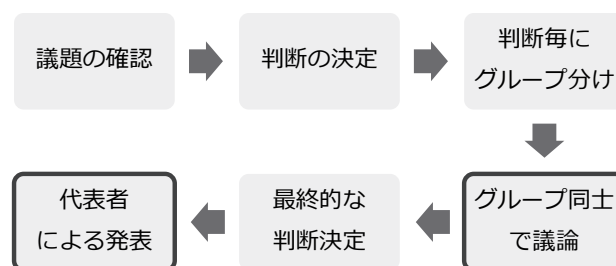 議題の確認
判断の決定
判断毎に
グループ分け
グループ同士
で議論
最終的な
判断決定
代表者
による発表